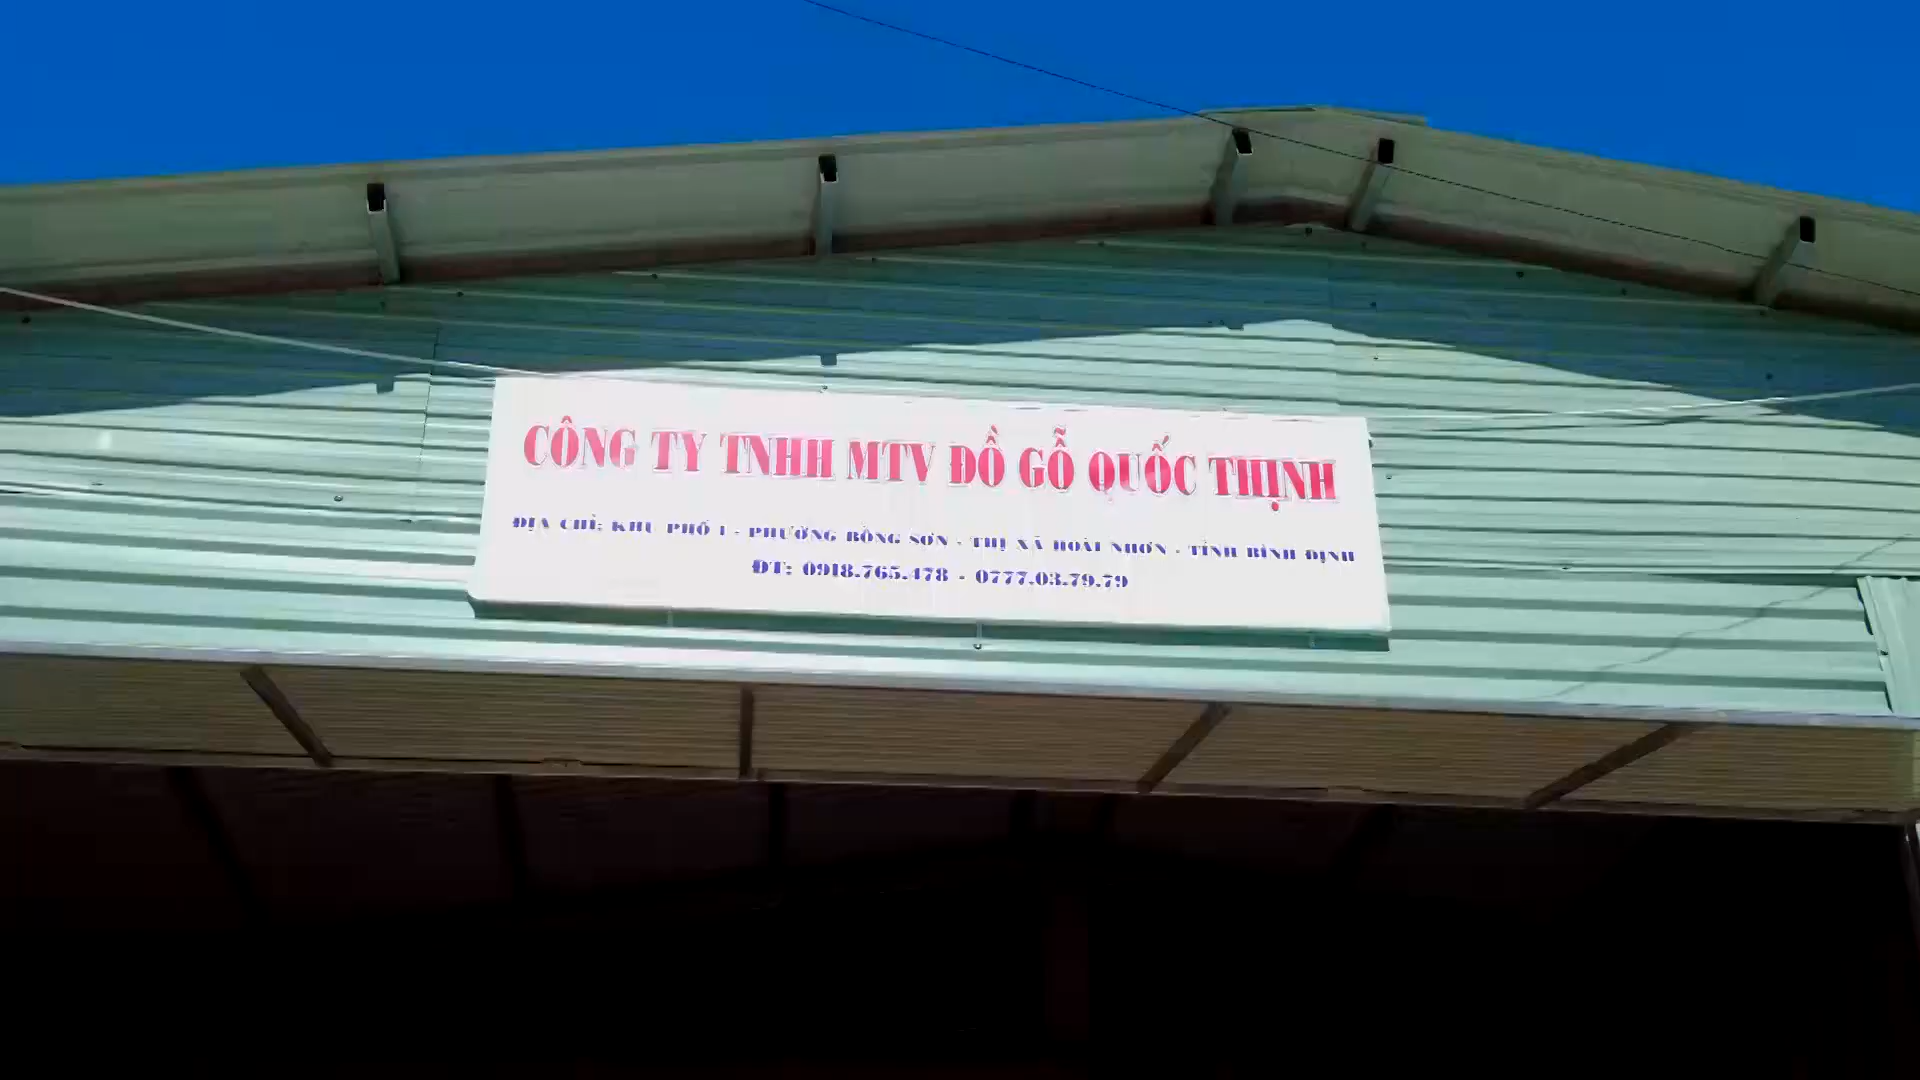 CÔNG TY TNHH MTV ĐỒ GỖ QUỐC THỊNH
ĐỊA CHỈ: KHU PHỐ 1 - PHƯỜNG BỒNG SƠN - THỊ XÃ HOÀI NHƠN - TỈNH BÌNH ĐỊNH
ĐT: 0918.765.478 - 0777.03.79.79